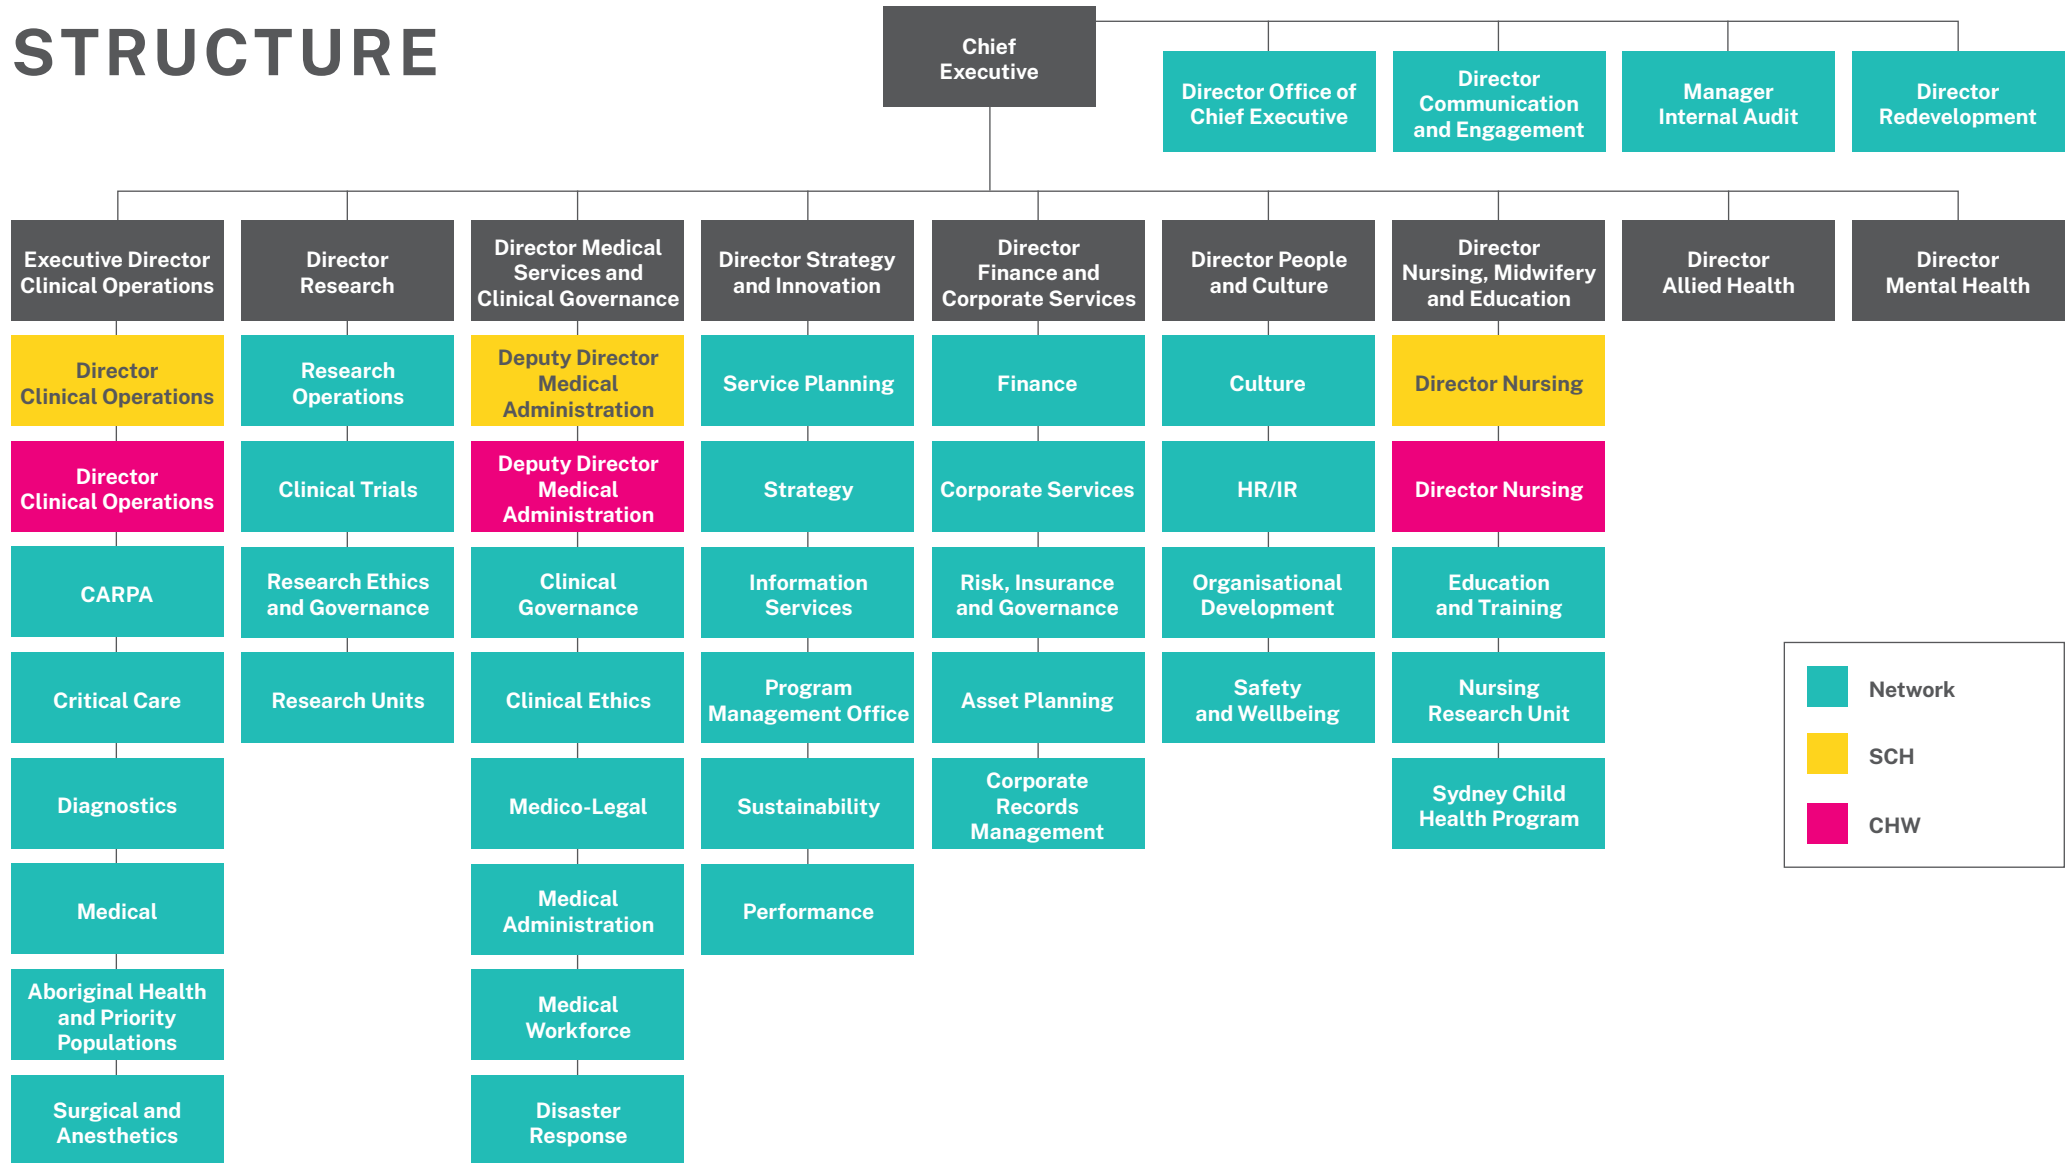 STRUCTURE
Chief
Executive
Director Office of
Chief Executive
Director
Communication
and Engagement
Manager
Internal Audit
Director
Redevelopment
Executive Director
Clinical Operations
Director
Clinical Operations
Director
Clinical Operations
CARPA
Critical Care
Diagnostics
Medical
Aboriginal Health
and Priority
Populations
Surgical and
Anesthetics
Director
Research
Research
Operations
Clinical Trials
Research Ethics
and Governance
Research Units
Director Medical
Services and
Clinical Governance
Deputy Director
Medical
Administration
Deputy Director
Medical
Administration
Clinical
Governance
Clinical Ethics
Medico-Legal
Medical
Administration
Medical
Workforce
Disaster
Response
Director Strategy
and Innovation
Service Planning
Strategy
Information
Services
Program
Management Office
Sustainability
Performance
Director
Finance and
Corporate Services
Finance
Corporate Services
Risk, Insurance
and Governance
Asset Planning
Corporate
Records
Management
Director People
and Culture
Culture
HR/IR
Organisational
Development
Safety
and Wellbeing
Director
Nursing, Midwifery
and Education
Director Nursing
Director Nursing
Education
and Training
Nursing
Research Unit
Sydney Child
Health Program
Director
Allied Health
Director
Mental Health
Network
SCH
CHW